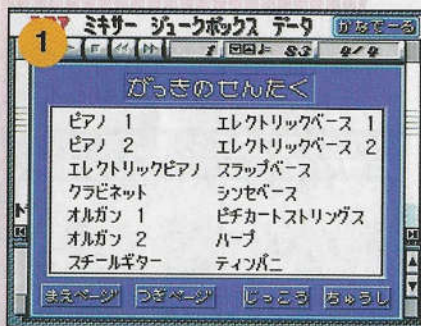 ミキサー ジュークボックス データ かなでーる
1
1 ♩= 83 4/4
がっきのせんたく
ピアノ 1 エレクトリックベース 1
ピアノ 2 エレクトリックベース 2
エレクトリックピアノ スラップベース
クラビネット シンセベース
オルガン 1 ピチカートストリングス
オルガン 2 ハープ
スチールギター ティンパニ
まえページ つぎページ じっこう ちゅうし